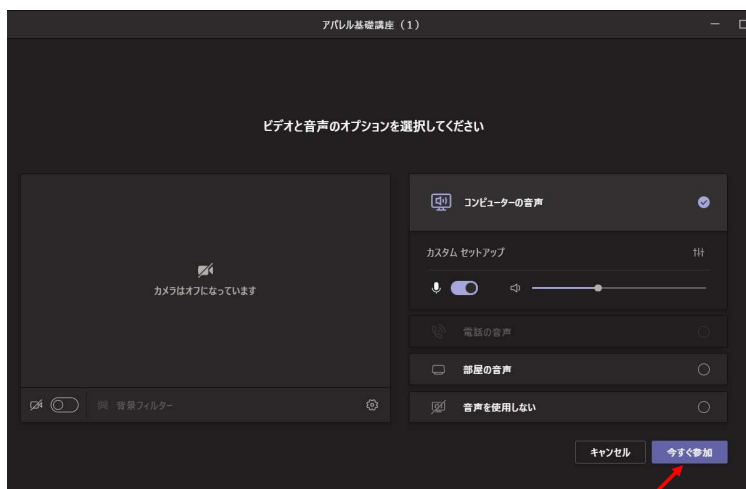 アパレル基礎講座（1）
ビデオと音声のオプションを選択してください
カメラはオフになっています
背景フィルター
コンピューターの音声
カスタム セットアップ
電話の音声
部屋の音声
音声を使用しない
キャンセル
今すぐ参加